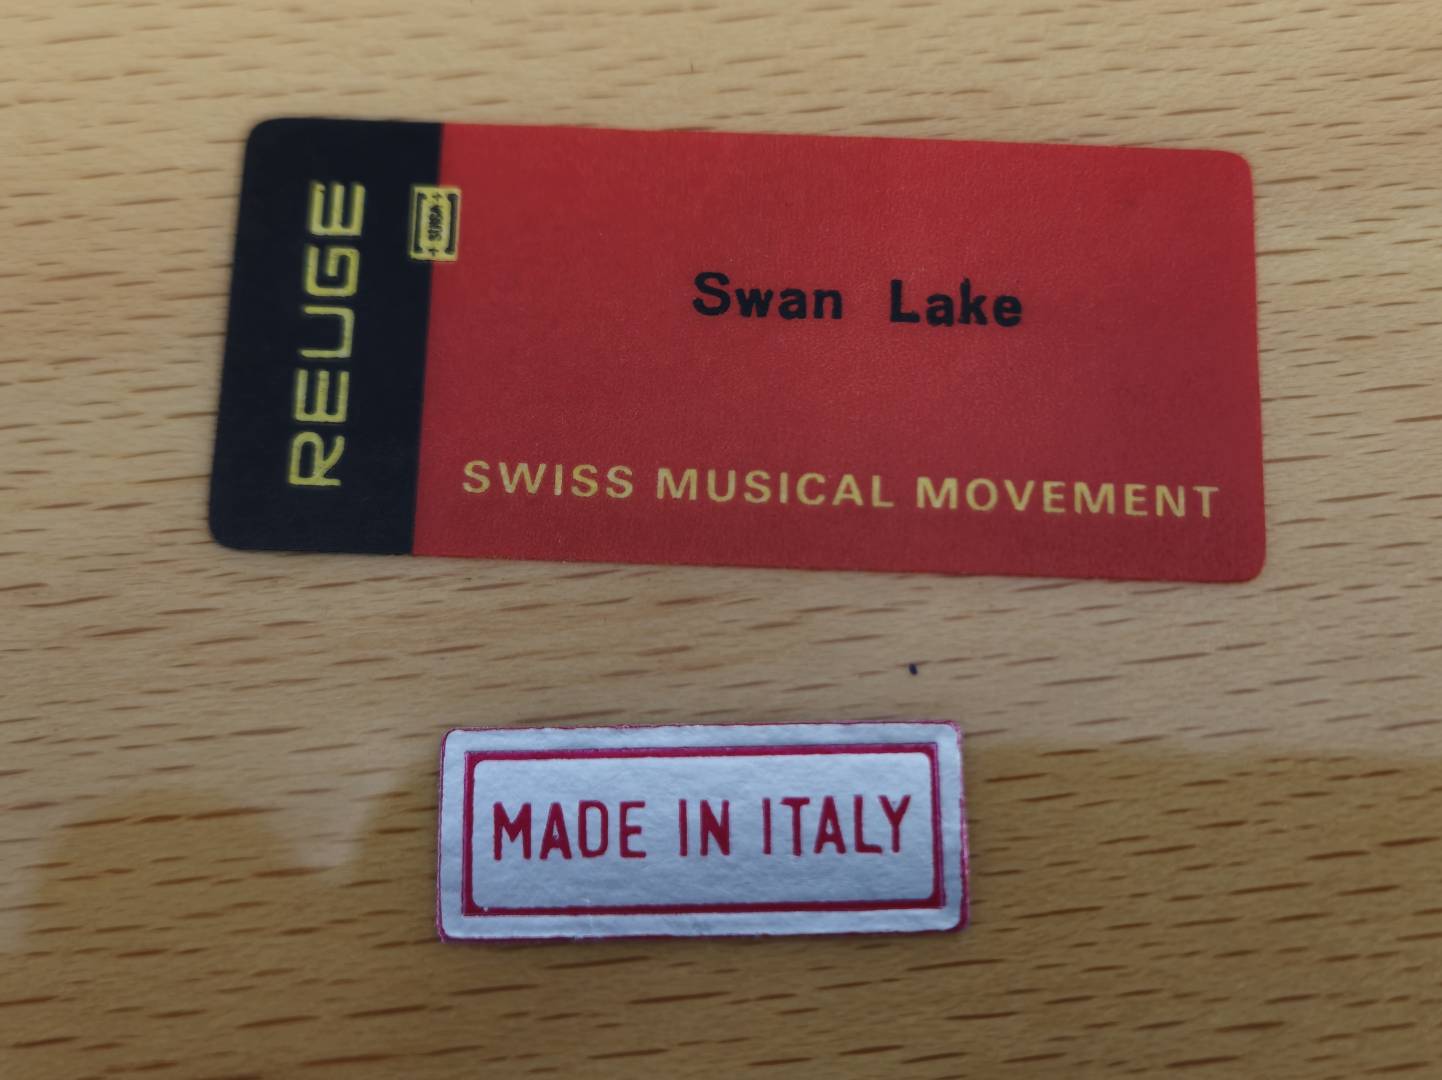 REUGE
Swan Lake
SWISS MUSICAL MOVEMENT
MADE IN ITALY